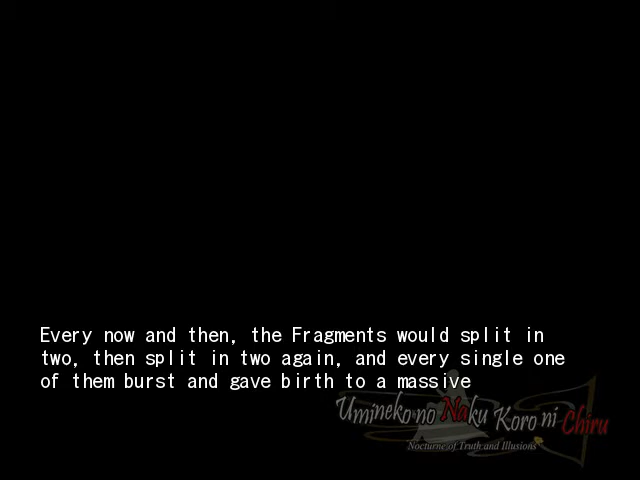 Every now and then, the Fragments would split in
two, then split in two again, and every single one
of them burst and gave birth to a massive
Umineko no Naku Koro ni Chiru
Nocturne of Truth and Illusions